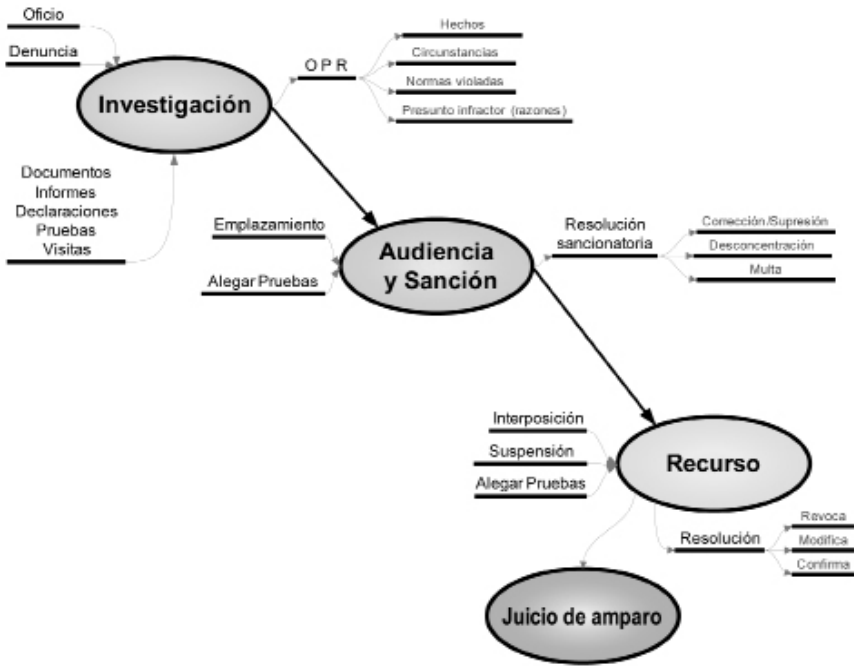 Oficio
Denuncia
Investigación
O P R
Hechos
Circunstancias
Normas violadas
Presunto infractor (razones)
Documentos
Informes
Declaraciones
Pruebas
Visitas
Emplazamiento
Alegar Pruebas
Audiencia
y Sanción
Resolución
sancionatoria
Corrección/Supresión
Desconcentración
Multa
Interposición
Suspensión
Alegar Pruebas
Recurso
Resolución
Revoca
Modifica
Confirma
Juicio de amparo